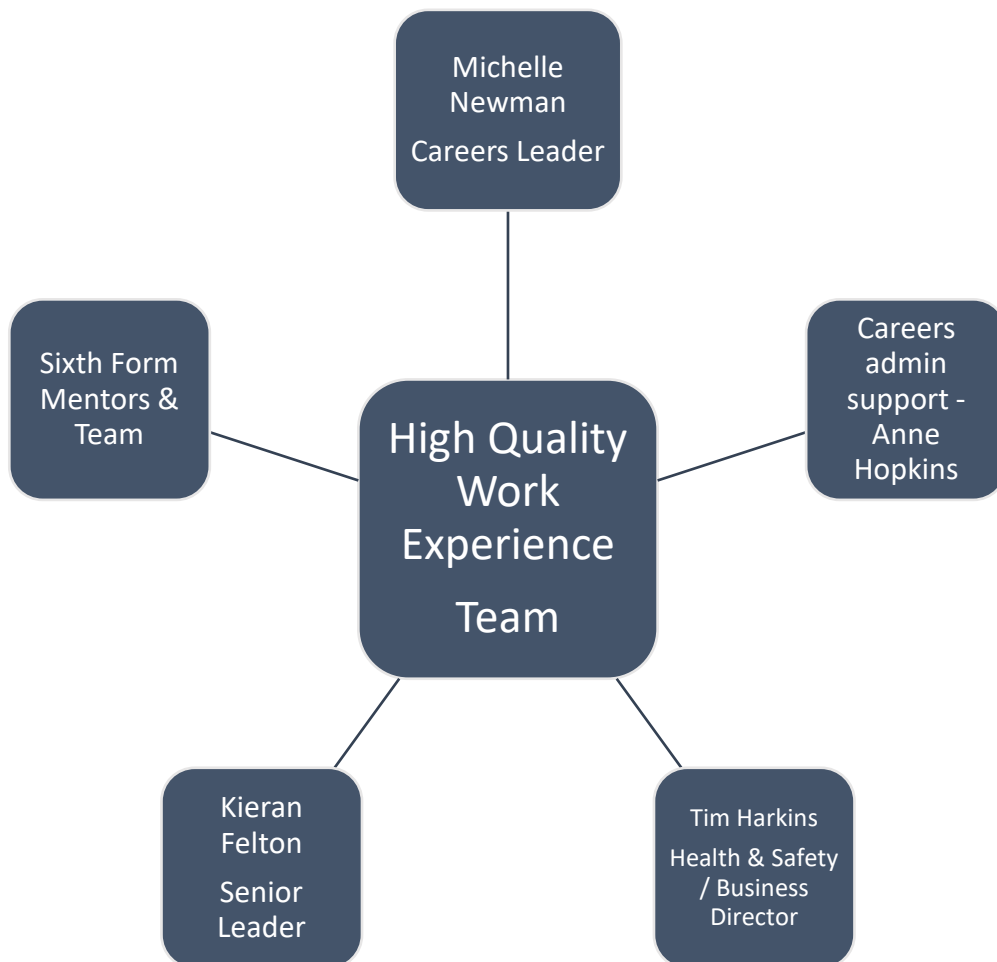 Michelle
Newman
Careers Leader
Sixth Form
Mentors &
Team
Careers
admin
support -
Anne
Hopkins
High Quality
Work
Experience
Team
Kieran
Felton
Senior
Leader
Tim Harkins
Health & Safety
/ Business
Director